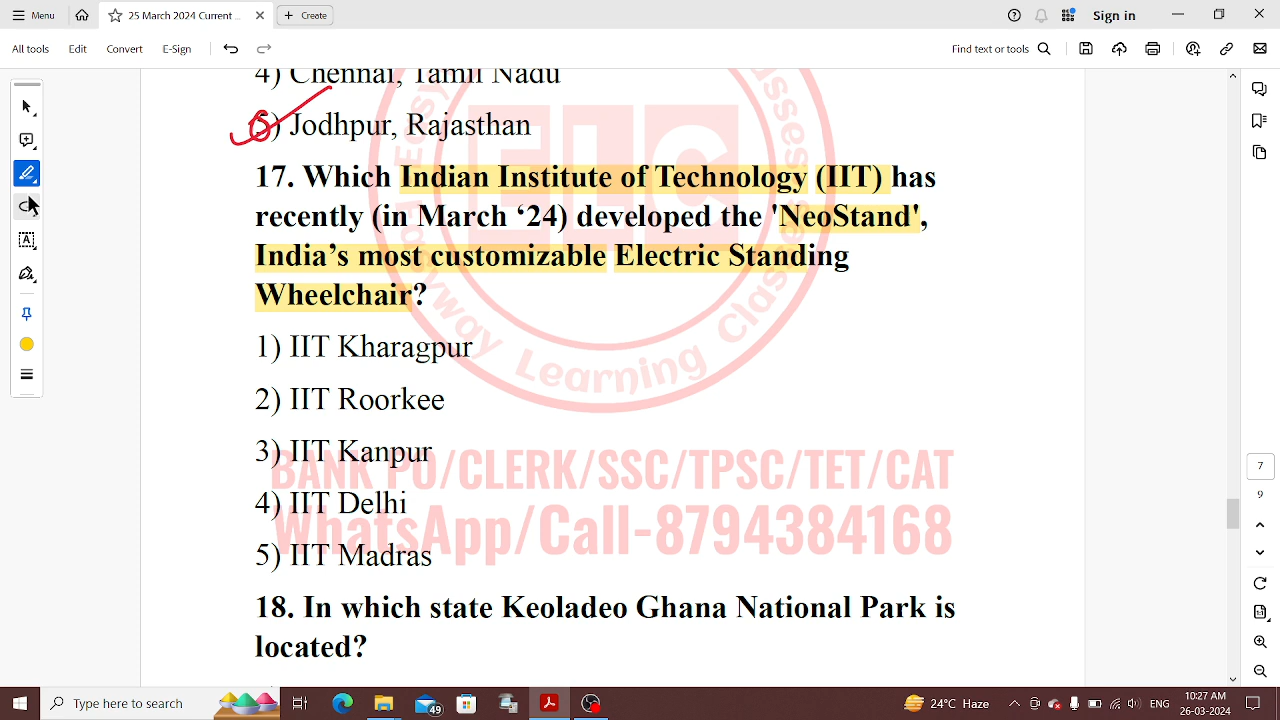 Menu
25 March 2024 Current ...
Create
Sign in
All tools
Edit
Convert
E-Sign
Find text or tools
4) Chennai, Tamil Nadu
5) Jodhpur, Rajasthan
17. Which Indian Institute of Technology (IIT) has
recently (in March ‘24) developed the 'NeoStand',
India’s most customizable Electric Standing
Wheelchair?
1) IIT Kharagpur
2) IIT Roorkee
3) IIT Kanpur
4) IIT Delhi
5) IIT Madras
18. In which state Keoladeo Ghana National Park is
located?
ELC
Easyway Learning Classes
BANK PO/CLERK/SSC/TPSC/TET/CAT
WhatsApp/Call-8794384168
7
9
Type here to search
49
24°C Haze
ENG
10:27 AM
26-03-2024